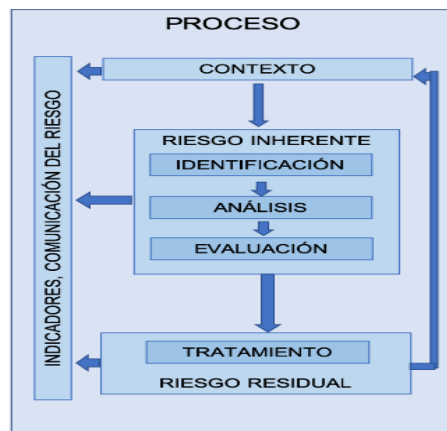 PROCESO
CONTEXTO
RIESGO INHERENTE
IDENTIFICACIÓN
ANÁLISIS
EVALUACIÓN
TRATAMIENTO
RIESGO RESIDUAL
INDICADORES, COMUNICACIÓN DEL RIESGO